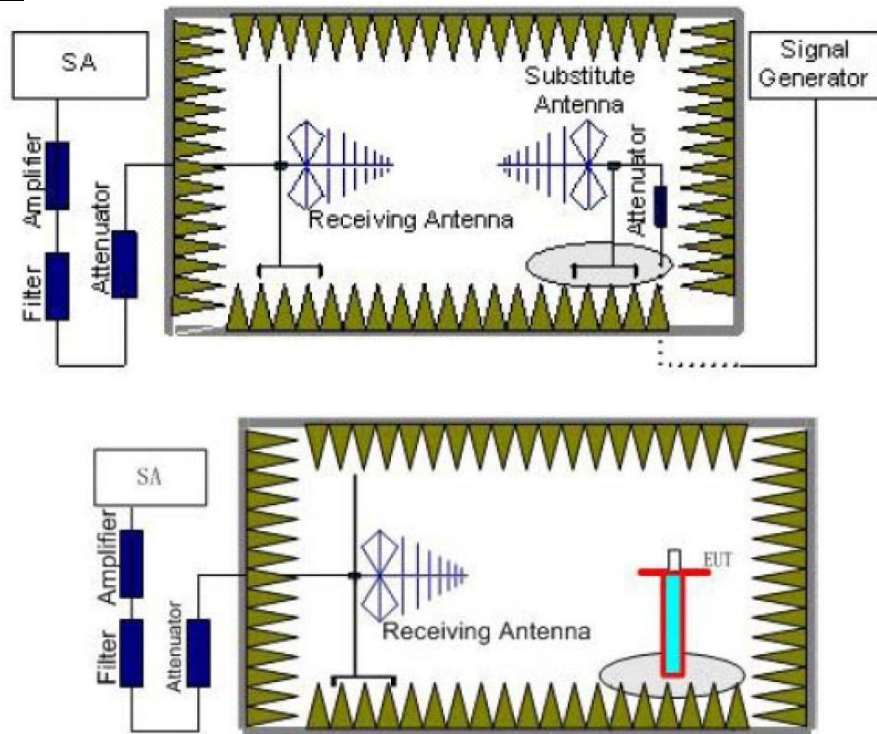 SA
Signal
Generator
Substitute
Antenna
Amplifier
Attenuator
Receiving Antenna
Attenuator
Filter
SA
Amplifier
EUT
Filter
Attenuator
Receiving Antenna